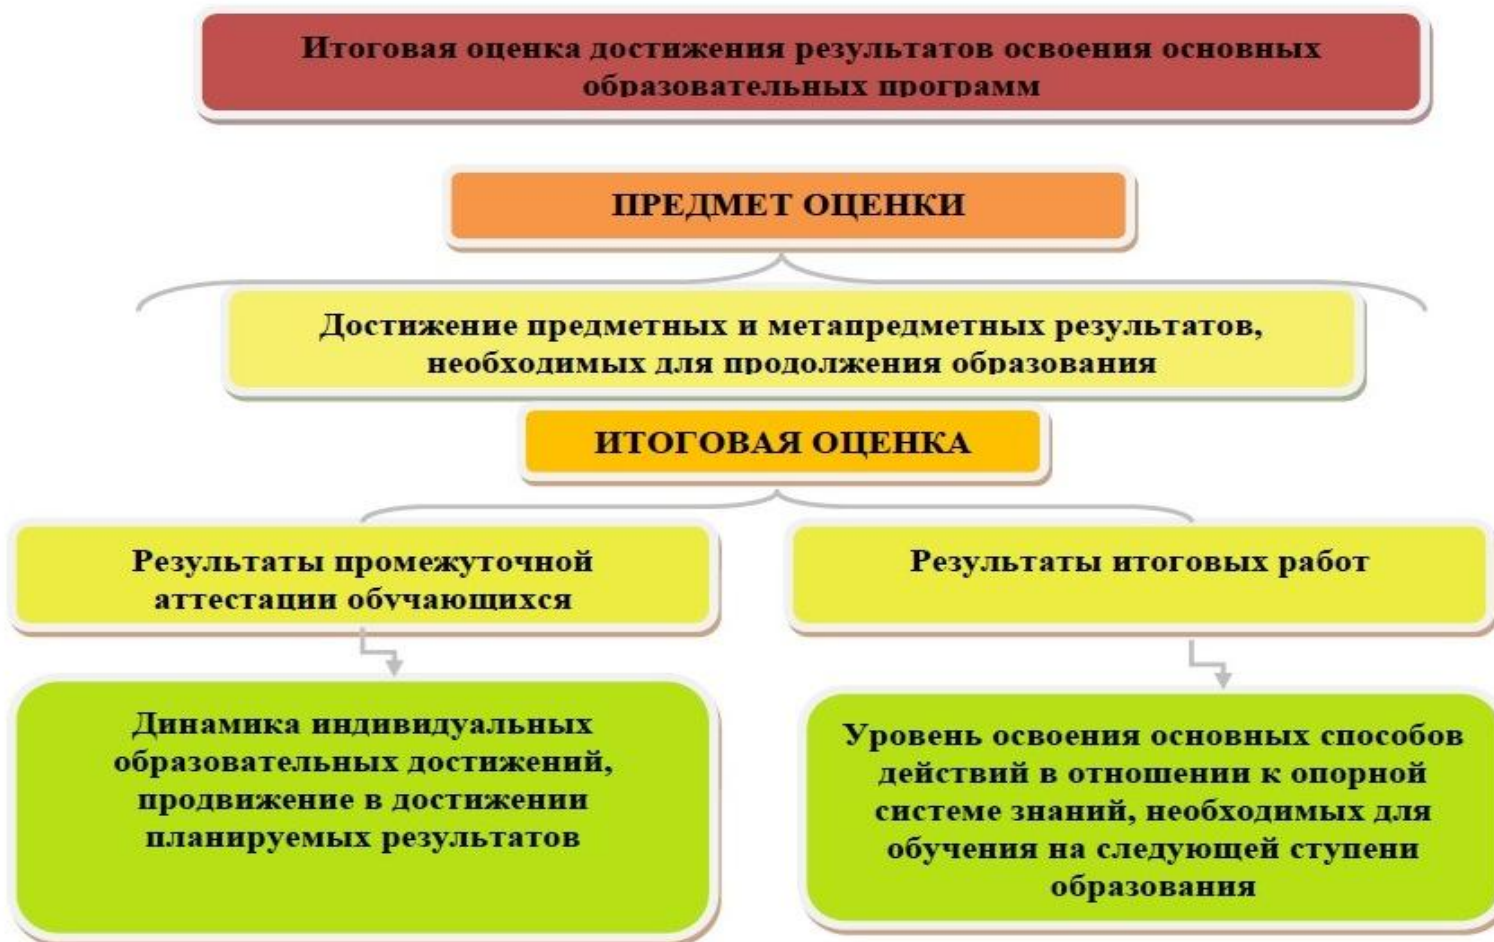 Итоговая оценка достижения результатов освоения основных
образовательных программ
ПРЕДМЕТ ОЦЕНКИ
Достижение предметных и метапредметных результатов,
необходимых для продолжения образования
ИТОГОВАЯ ОЦЕНКА
Результаты промежуточной
аттестации обучающихся
Результаты итоговых работ
Динамика индивидуальных
образовательных достижений,
продвижение в достижении
планируемых результатов
Уровень освоения основных способов
действий в отношении к опорной
системе знаний, необходимых для
обучения на следующей ступени
образования